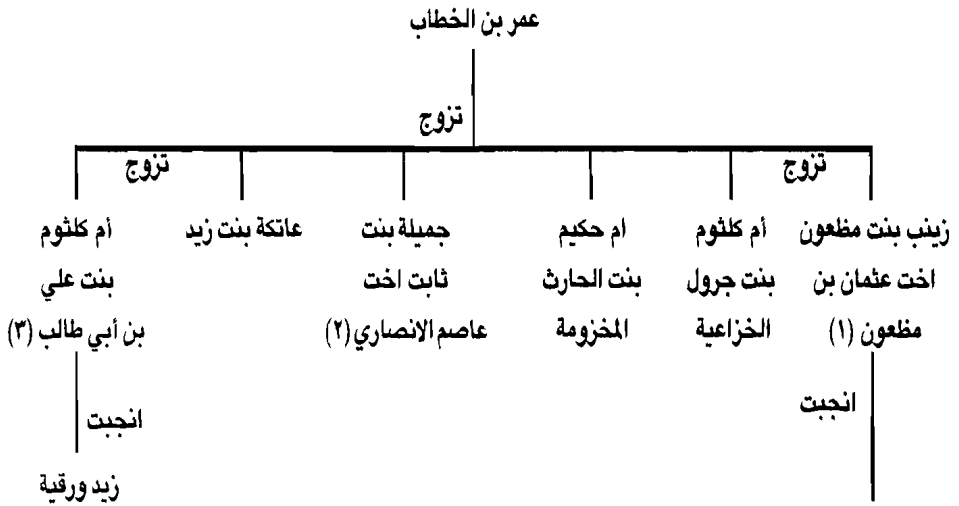 عمر بن الخطاب
تزوج
تزوج
تزوج
زينب بنت مظعون
اخت عثمان بن
مظعون (١)
أم كلثوم
بنت جرول
الخزاعية
ام حكيم
بنت الحارث
المخزومة
جميلة بنت
ثابت اخت
عاصم الانصاري (٢)
عاتكة بنت زيد
أم كلثوم
بنت علي
بن أبي طالب (٣)
انجبت
انجبت
زيد ورقية